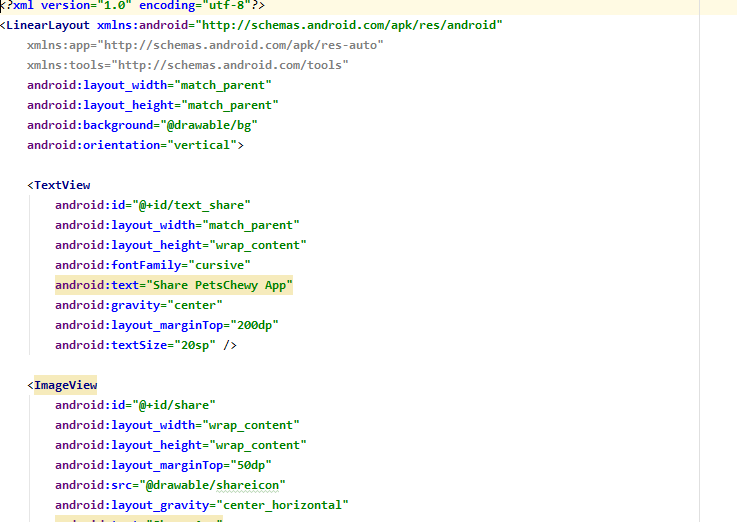 <?xml version="1.0" encoding="utf-8"?>
<LinearLayout xmlns:android="http://schemas.android.com/apk/res/android"
    xmlns:app="http://schemas.android.com/apk/res-auto"
    xmlns:tools="http://schemas.android.com/tools"
    android:layout_width="match_parent"
    android:layout_height="match_parent"
    android:background="@drawable/bg"
    android:orientation="vertical">

    <TextView
        android:id="@+id/text_share"
        android:layout_width="match_parent"
        android:layout_height="wrap_content"
        android:fontFamily="cursive"
        android:text="Share PetsChewy App"
        android:gravity="center"
        android:layout_marginTop="200dp"
        android:textSize="20sp" />

    <ImageView
        android:id="@+id/share"
        android:layout_width="wrap_content"
        android:layout_height="wrap_content"
        android:layout_marginTop="50dp"
        android:src="@drawable/shareicon"
        android:layout_gravity="center_horizontal"